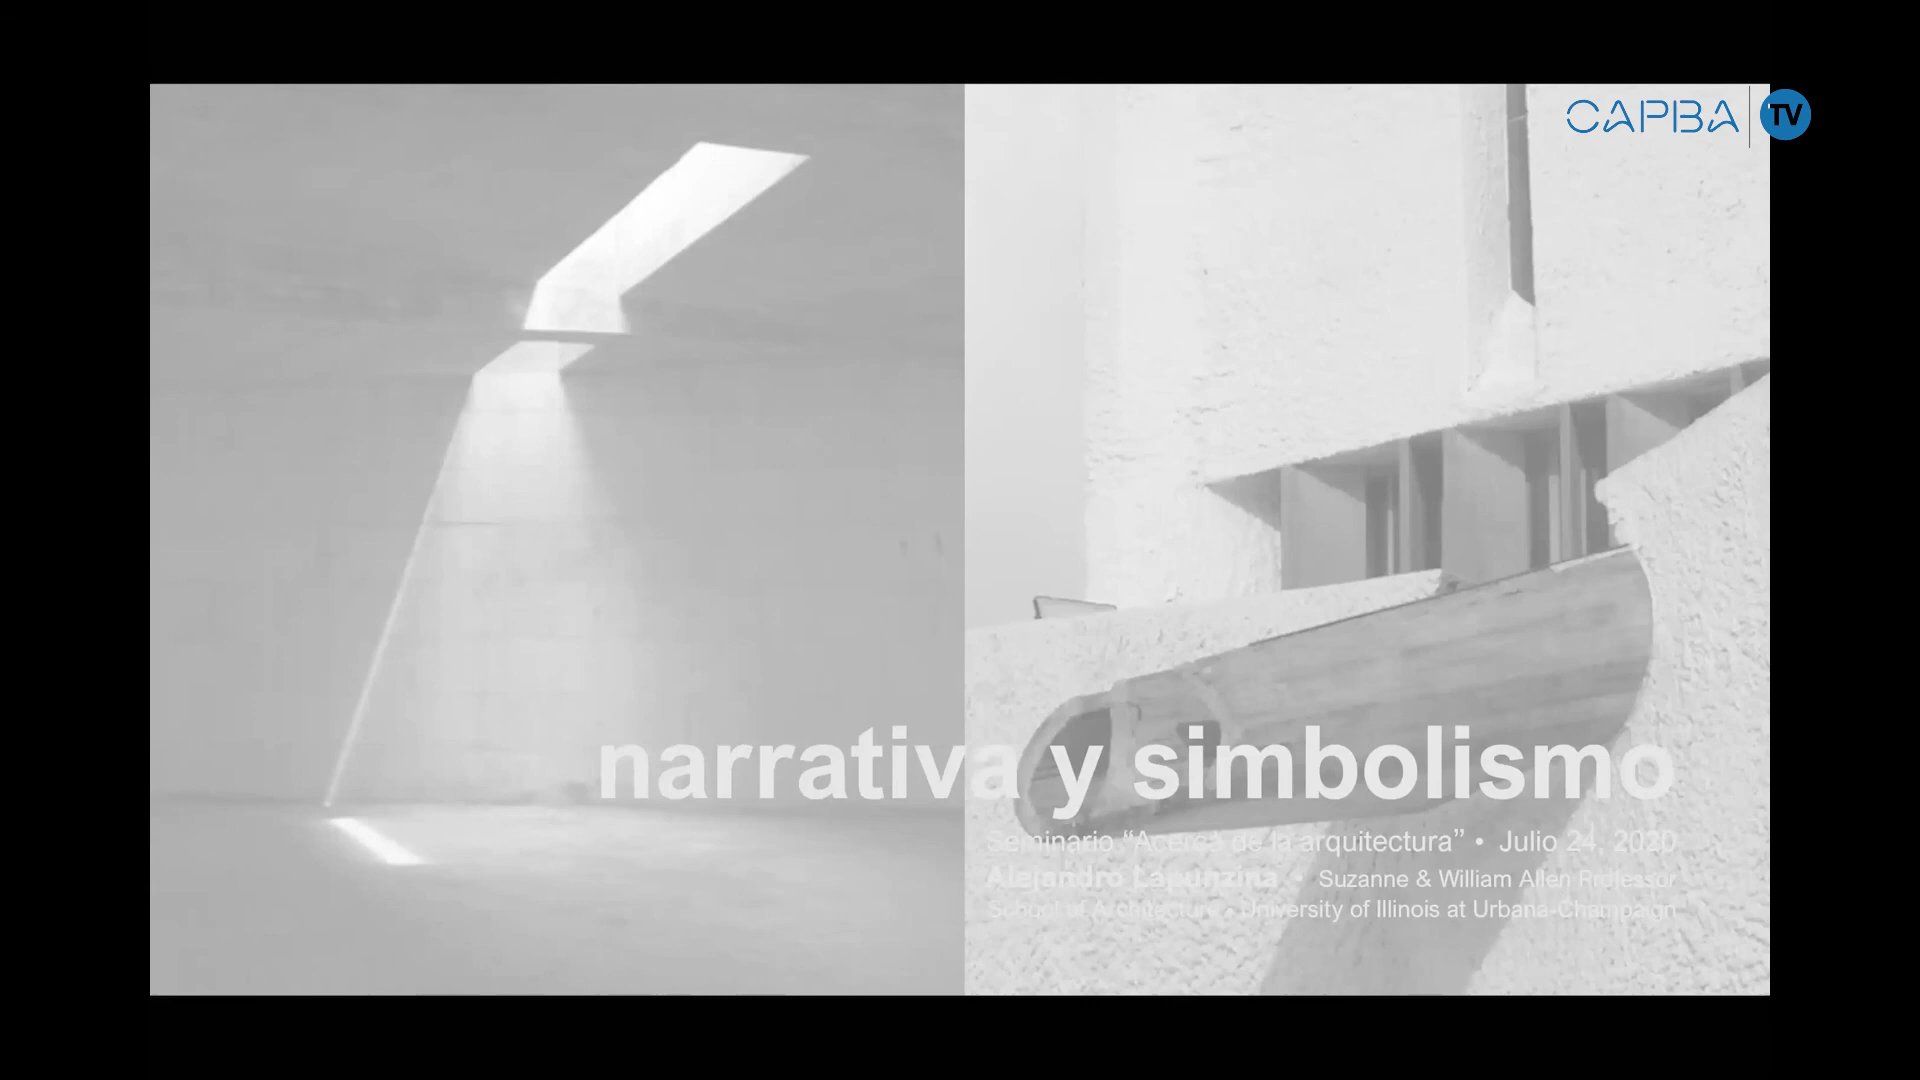 CAPBA TV
narrativa y simbolismo
Seminario “Acerca de la arquitectura” • Julio 24, 2020
Alejandro Lapunzina • Suzanne & William Allen Professor
School of Architecture • University of Illinois at Urbana-Champaign